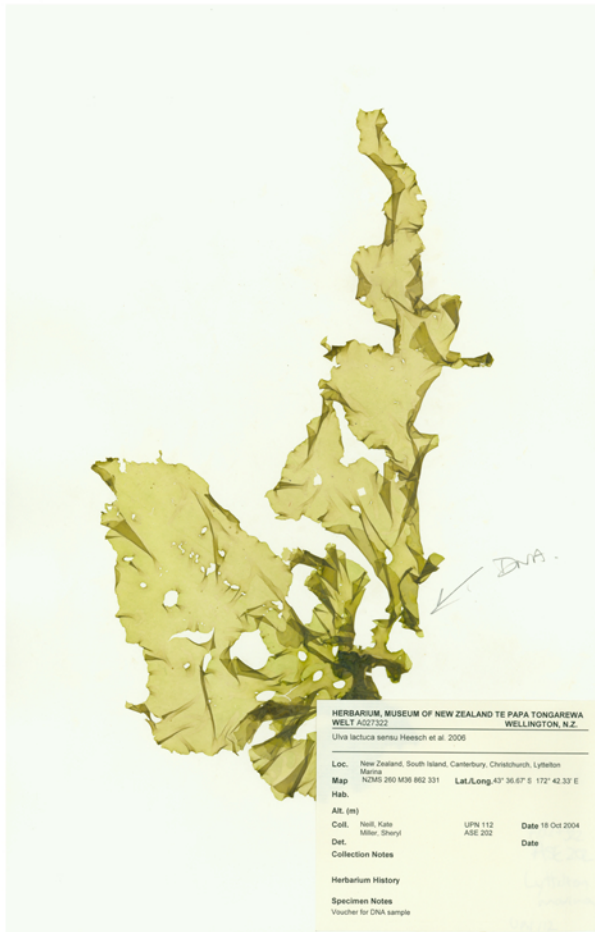 DNA.
HERBARIUM, MUSEUM OF NEW ZEALAND TE PAPA TONGAREWA
WELT A027322 WELLINGTON, N.Z.
Ulva lactuca sensu Heesch et al. 2006
Loc. New Zealand, South Island, Canterbury, Christchurch, Lyttelton
Marina
Map NZMS 260 M36 862 331 Lat./Long. 43° 36.67' S 172° 42.33' E
Hab.
Alt. (m)
Coll. Neill, Kate UPN 112 Date 18 Oct 2004
Miller, Sheryl ASE 202
Det. Date
Collection Notes
Herbarium History
Specimen Notes
Voucher for DNA sample